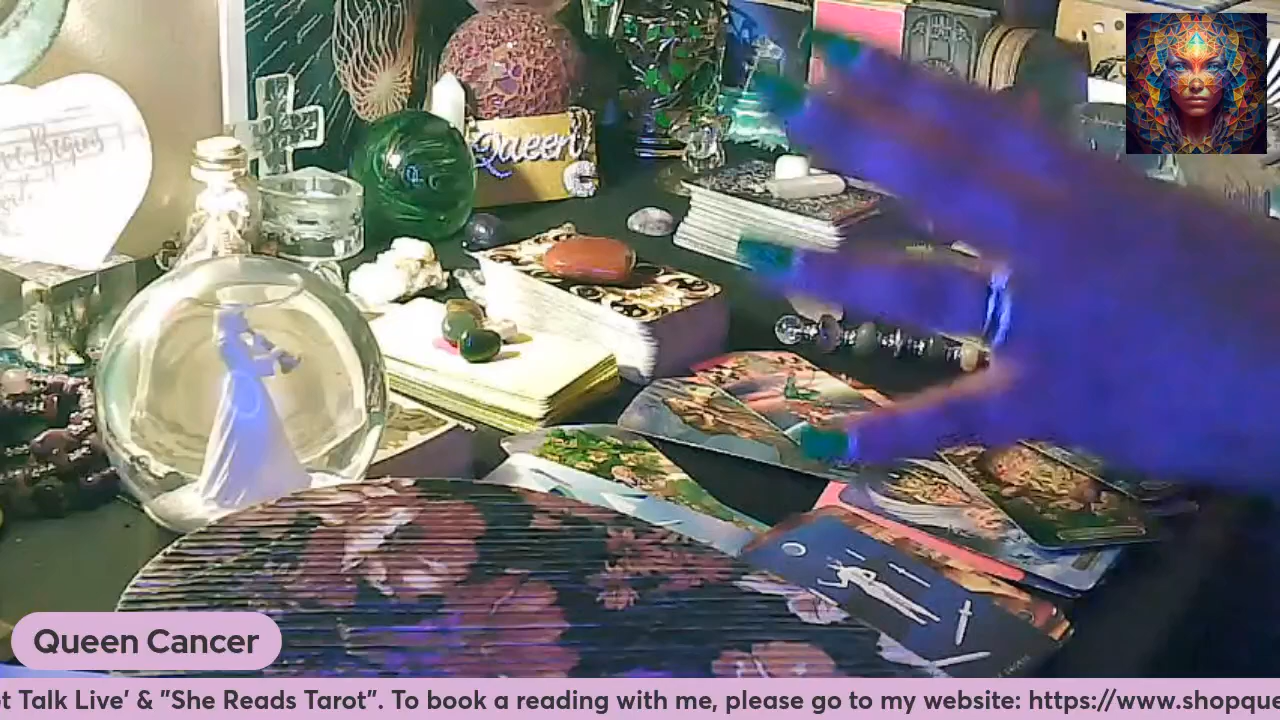 Queen
Queen Cancer
t Talk Live' & "She Reads Tarot". To book a reading with me, please go to my website: https://www.shopque